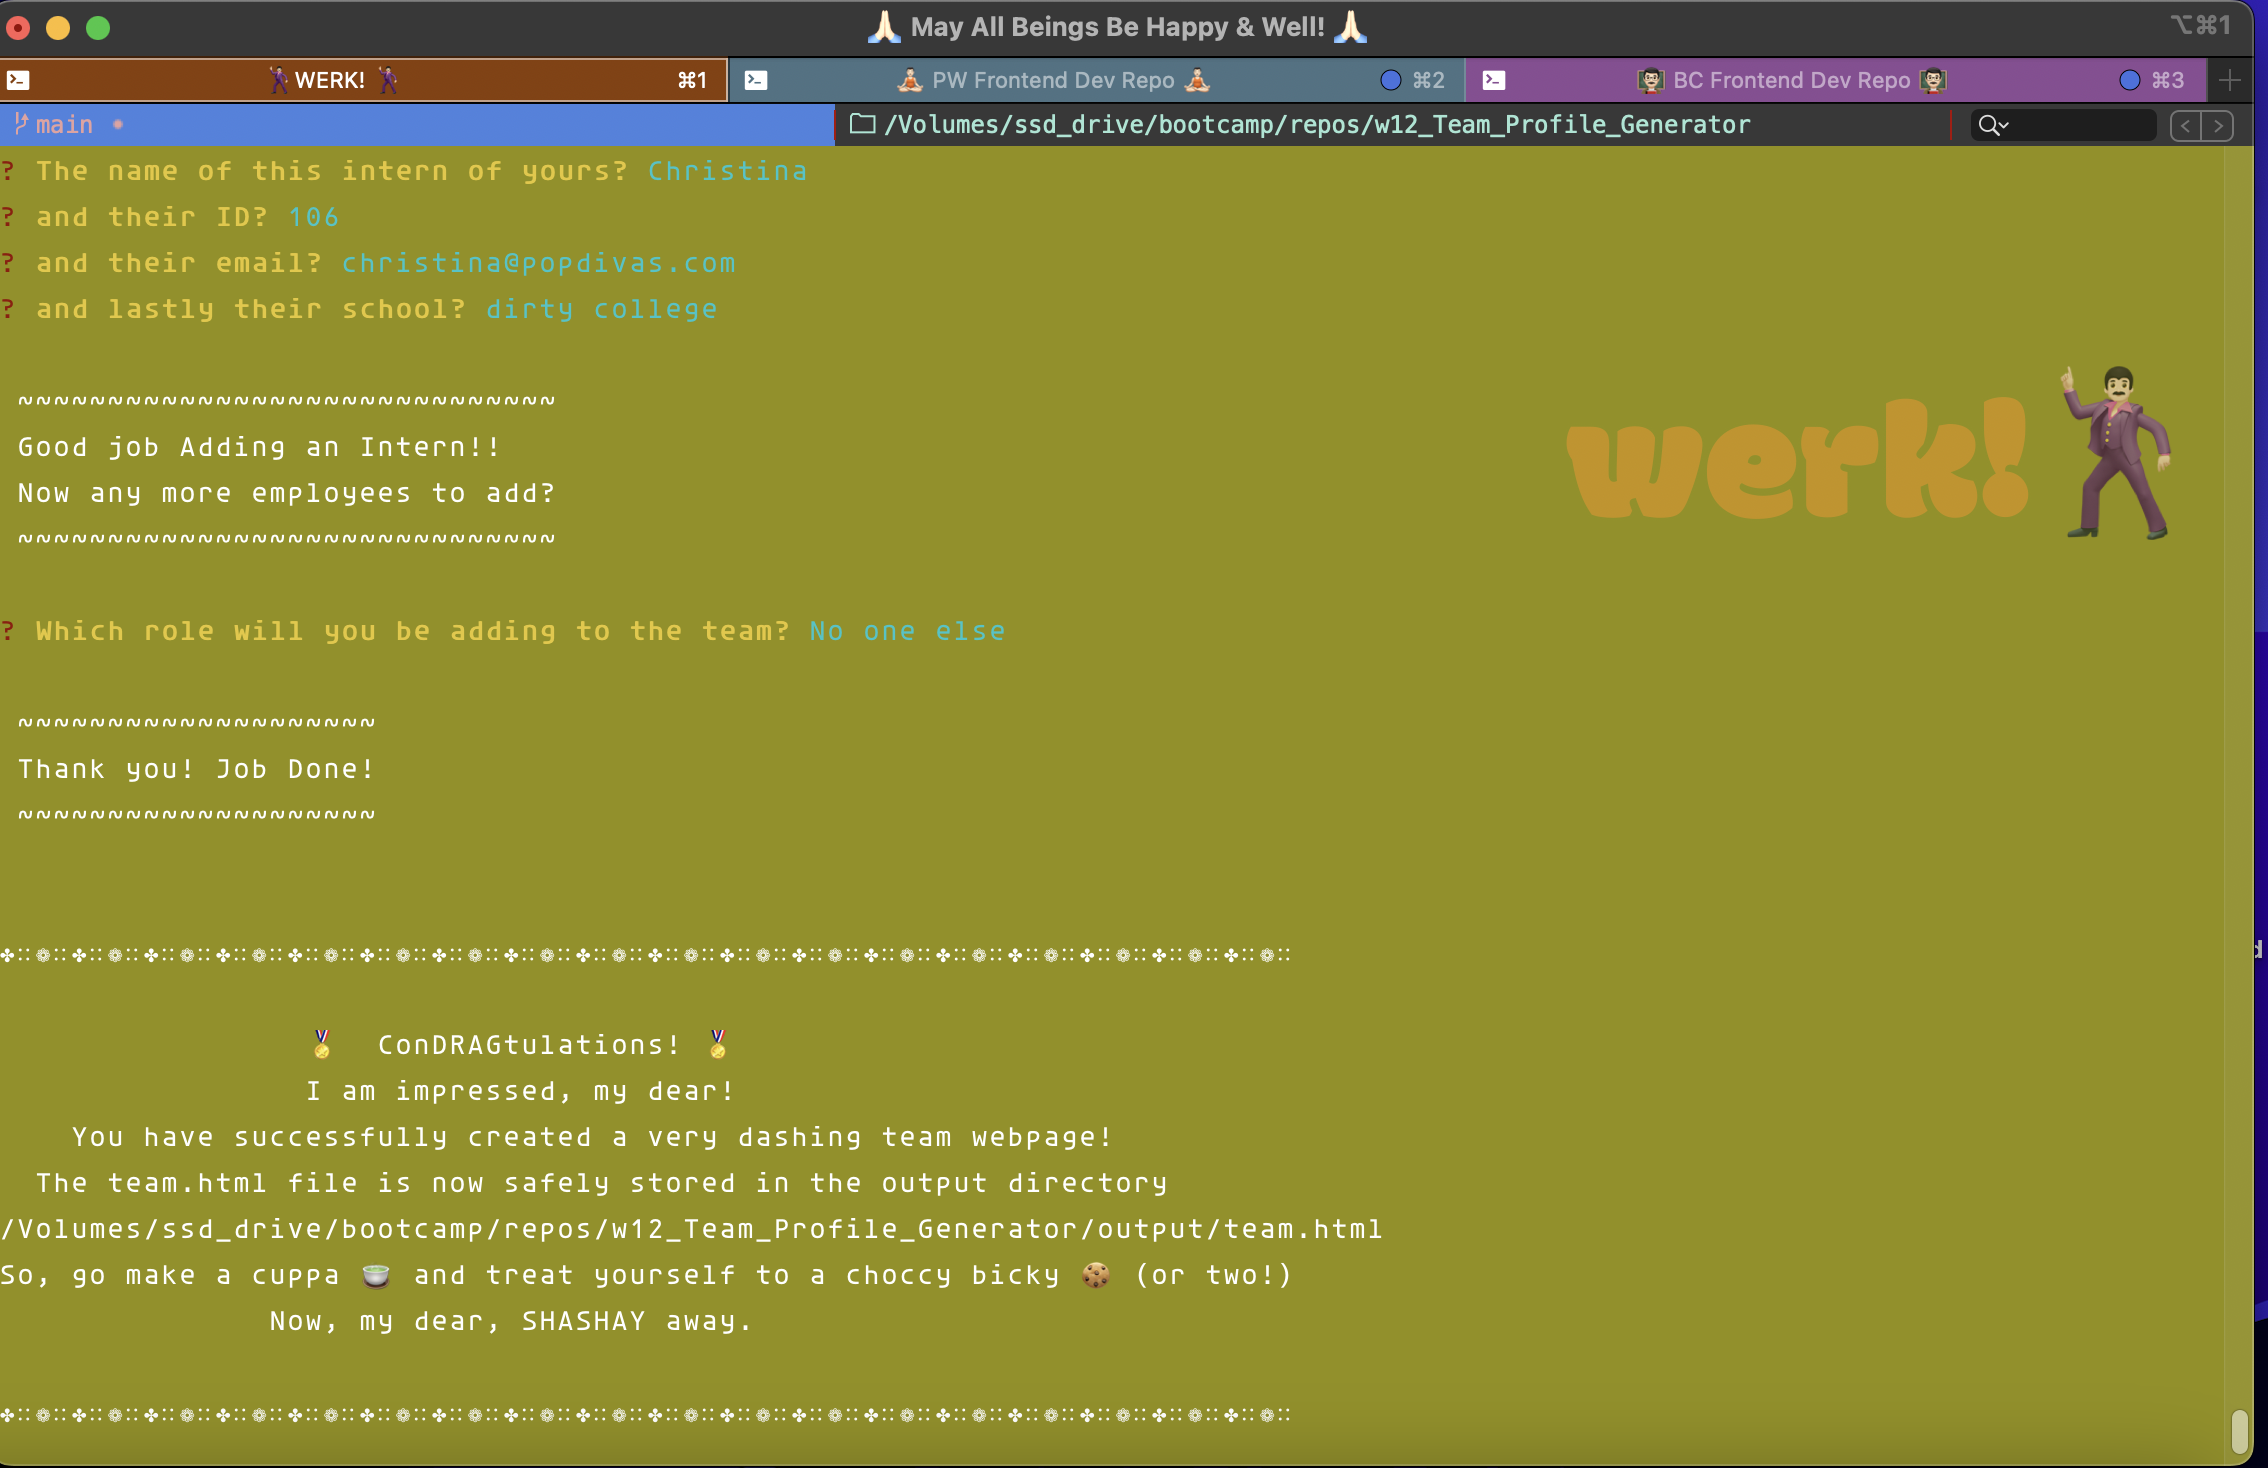 🙏🏻 May All Beings Be Happy & Well! 🙏🏻
⌥⌘1
🕺🏾 WERK! 🕺🏾 ⌘1
🧘🏻 PW Frontend Dev Repo 🧘🏻 ⌘2
👨🏻‍🏫 BC Frontend Dev Repo 👨🏻‍🏫 ⌘3
main
/Volumes/ssd_drive/bootcamp/repos/w12_Team_Profile_Generator
? The name of this intern of yours? Christina
? and their ID? 106
? and their email? christina@popdivas.com
? and lastly their school? dirty college
~~~~~~~~~~~~~~~~~~~~~~~~~~~~~~
Good job Adding an Intern!!
Now any more employees to add?
~~~~~~~~~~~~~~~~~~~~~~~~~~~~~~
werk!
? Which role will you be adding to the team? No one else
~~~~~~~~~~~~~~~~~~~~
Thank you! Job Done!
~~~~~~~~~~~~~~~~~~~~
🏅 ConDRAGtulations! 🏅
I am impressed, my dear!
You have successfully created a very dashing team webpage!
The team.html file is now safely stored in the output directory
/Volumes/ssd_drive/bootcamp/repos/w12_Team_Profile_Generator/output/team.html
So, go make a cuppa 🍵 and treat yourself to a choccy bicky 🍪 (or two!)
Now, my dear, SHASHAY away.